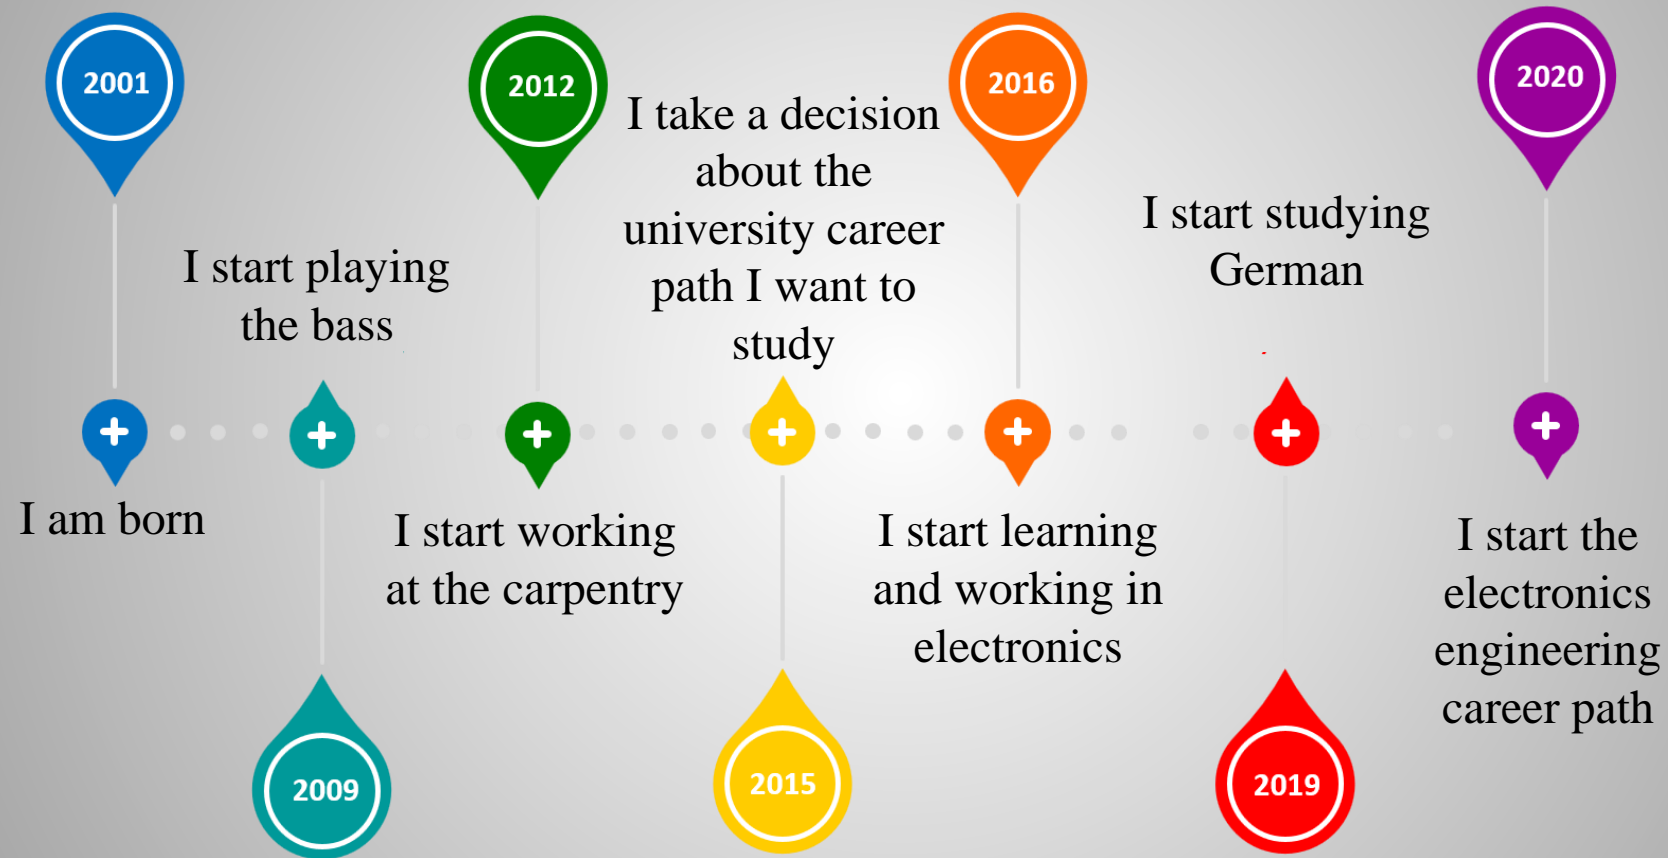 2001
I am born
I start playing
the bass
2009
2012
I start working
at the carpentry
I take a decision
about the
university career
path I want to
study
2015
2016
I start learning
and working in
electronics
I start studying
German
2019
2020
I start the
electronics
engineering
career path